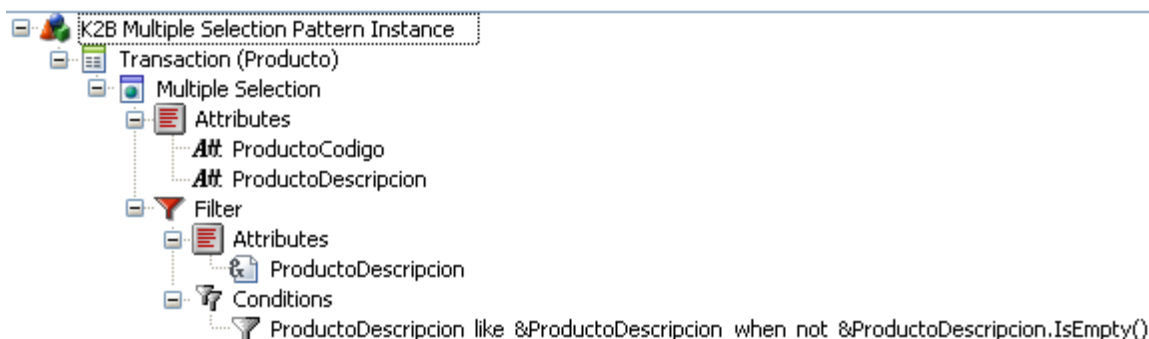 K2B Multiple Selection Pattern Instance
Transaction (Producto)
Multiple Selection
Attributes
Att ProductoCodigo
Att ProductoDescripcion
Filter
Attributes
ProductoDescripcion
Conditions
ProductoDescripcion like &ProductoDescripcion when not &ProductoDescripcion.IsEmpty()